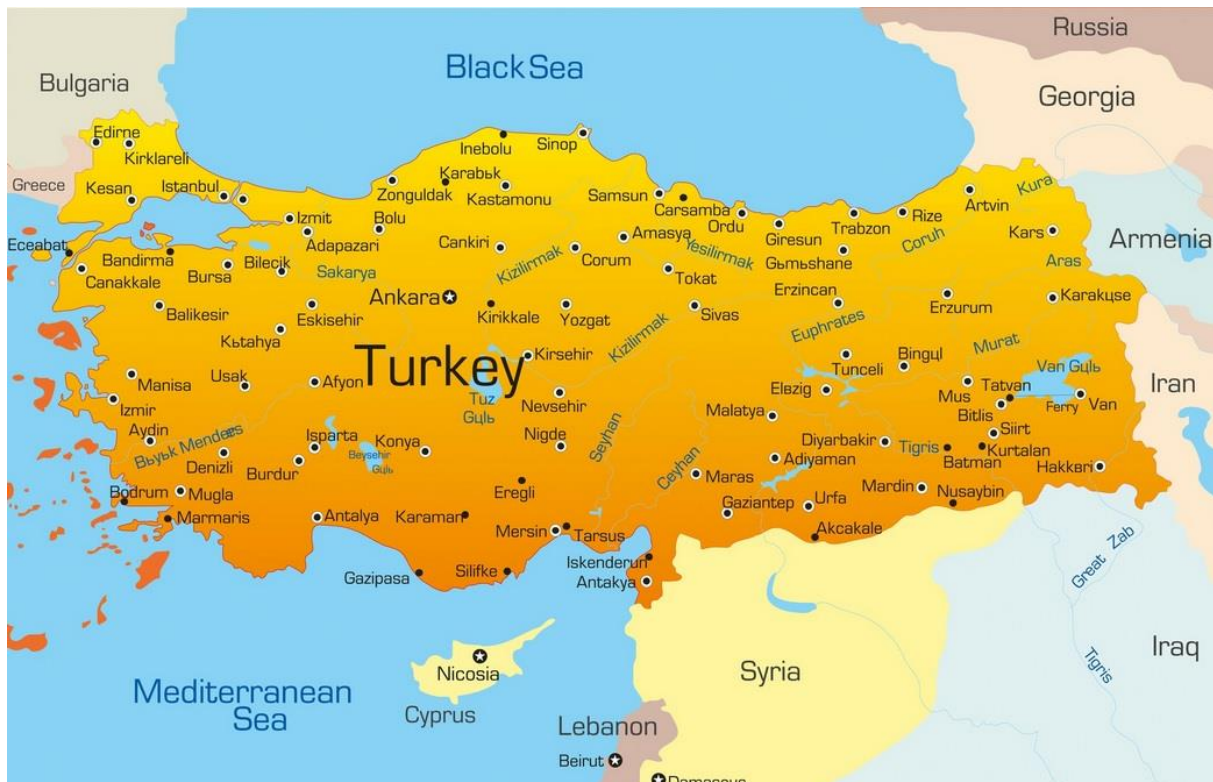 Russia
Black Sea
Bulgaria
Georgia
Edirne
Inebolu
Sinop
Kirklareli
Karabьk
Greece
Kesan
Istanbul
Zonguldak
Kastamonu
Samsun
Carsamba
Kura
Artvin
Izmit
Bolu
Ordu
Giresun
Trabzon
Rize
Eceabat
Adapazari
Cankiri
Kizilirmak
Corum
Amasya
Yesilirmak
Coruh
Kars
Armenia
Bandirma
Bursa
Bilecik
Sakarya
Gьmьshane
Aras
Canakkale
Tokat
Ankara
Erzincan
Erzurum
Karakцse
Balikesir
Eskisehir
Kirikkale
Yozgat
Sivas
Kьtahya
Kizilirmak
Euphrates
Murat
Turkey
Kirsehir
Tunceli
Bingцl
Van Gцlь
Iran
Manisa
Usak
Afyon
Tuz
Gцlь
Nevsehir
Elвzig
Mus
Tatvan
Izmir
Malatya
Bitlis
Ferry
Van
Aydin
Bьyьk Menderes
Isparta
Konya
Nigde
Seyhan
Diyarbakir
Tigris
Siirt
Denizli
Burdur
Beysehir
Gцlь
Ceyhan
Maras
Adiyaman
Batman
Kurtalan
Hakkвri
Bodrum
Mugla
Eregli
Mardin
Nusaybin
Marmaris
Antalya
Karaman
Mersin
Tarsus
Gaziantep
Urfa
Akcakale
Gazipasa
Silifke
Iskenderun
Antakya
Great Zab
Nicosia
Syria
Iraq
Tigris
Mediterranean
Sea
Cyprus
Lebanon
Beirut
Damascus